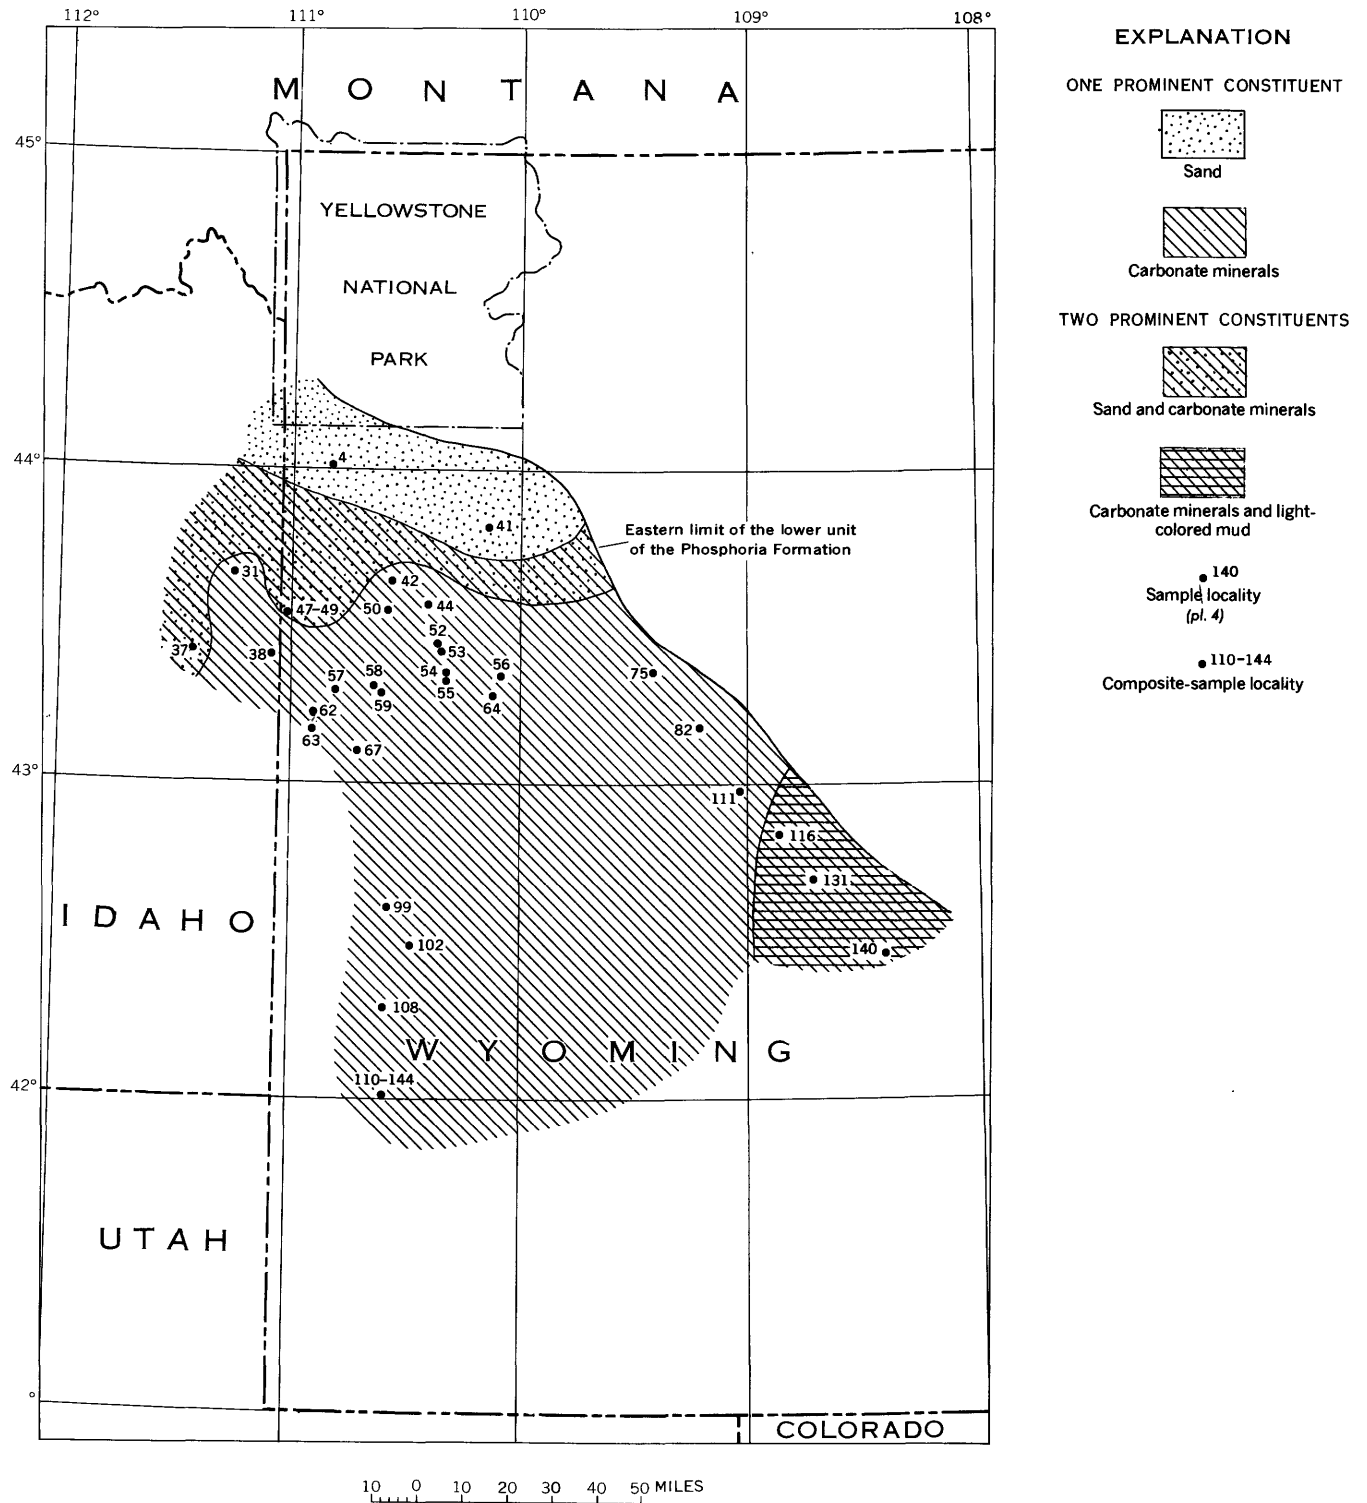 112° 111° 110° 109° 108°
MONTANA
45°
YELLOWSTONE
NATIONAL
PARK
44°
4
41
Eastern limit of the lower unit
of the Phosphoria Formation
31
42
47-49
50
44
52
37
38
53
54
56
55
57
58
59
64
75
62
63
67
82
43°
111
116
131
99
IDAHO
102
140
108
WYOMING
110-144
42°
UTAH
°
COLORADO
10 0 10 20 30 40 50 MILES
EXPLANATION
ONE PROMINENT CONSTITUENT
Sand
Carbonate minerals
TWO PROMINENT CONSTITUENTS
Sand and carbonate minerals
Carbonate minerals and light-
colored mud
140
Sample locality
(pl. 4)
110-144
Composite-sample locality